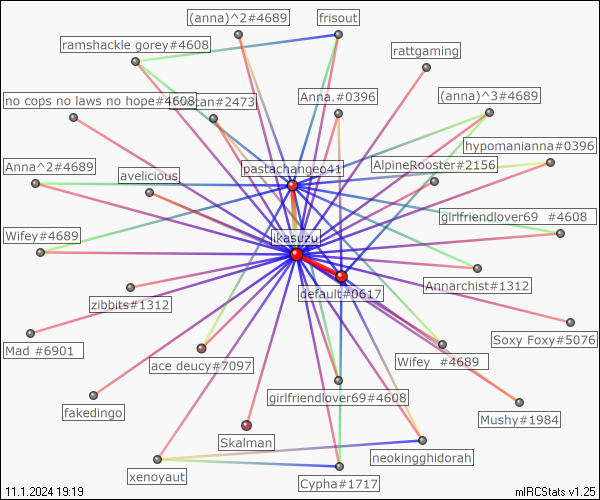 (anna)^2#4689
frisout
ramshackle gorey#4608
rattgaming
no cops no laws no hope#4608
can#2473
Anna.#0396
(anna)^3#4689
hypomanianna#0396
Anna^2#4689
avelicious
pastachangeo41
AlpineRooster#2156
girlfriendlover69 #4608
Wifey#4689
ikasuzu
Annarchist#1312
default#0617
zibbits#1312
Soxy Foxy#5076
Mad #6901
ace deucy#7097
Wifey #4689
girlfriendlover69#4608
fakedingo
Mushy#1984
Skalman
neokingghidorah
xenoyaut
Cypha#1717
11.1.2024 19:19
mIRCStats v1.25